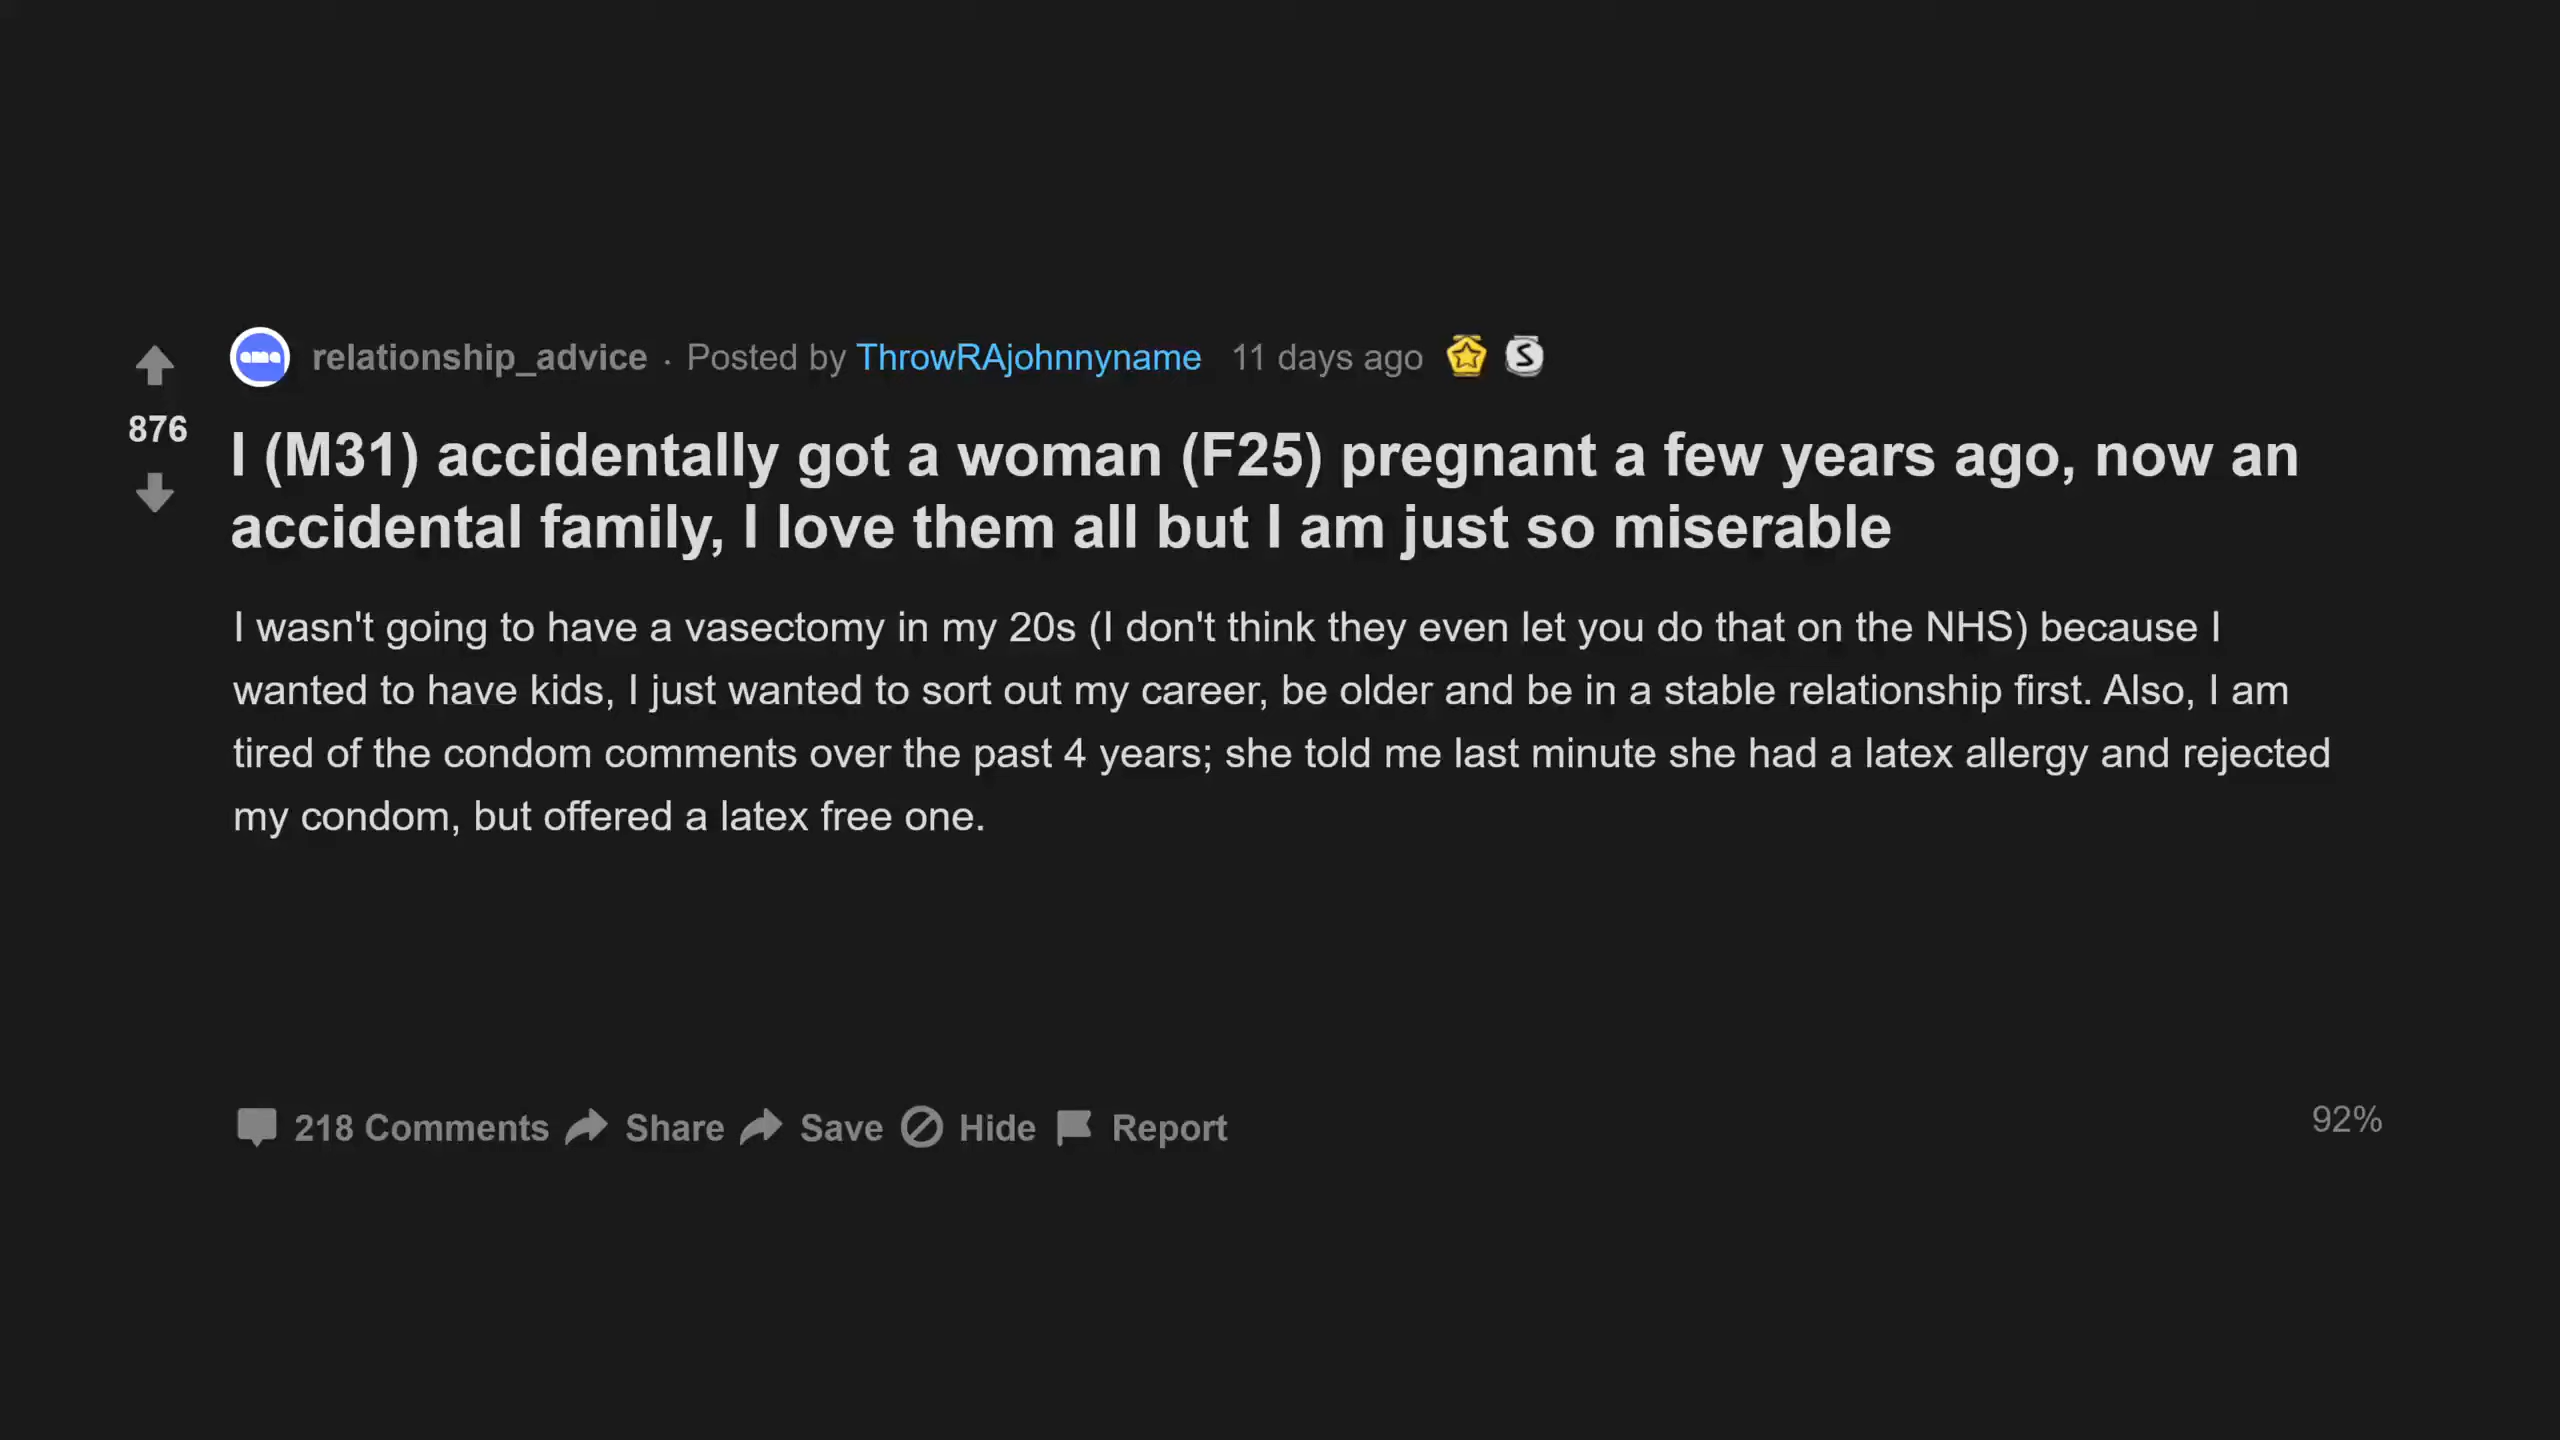 relationship_advice · Posted by ThrowRAjohnnyname 11 days ago
876
I (M31) accidentally got a woman (F25) pregnant a few years ago, now an
accidental family, I love them all but I am just so miserable
I wasn't going to have a vasectomy in my 20s (I don't think they even let you do that on the NHS) because I
wanted to have kids, I just wanted to sort out my career, be older and be in a stable relationship first. Also, I am
tired of the condom comments over the past 4 years; she told me last minute she had a latex allergy and rejected
my condom, but offered a latex free one.
218 Comments Share Save Hide Report
92%